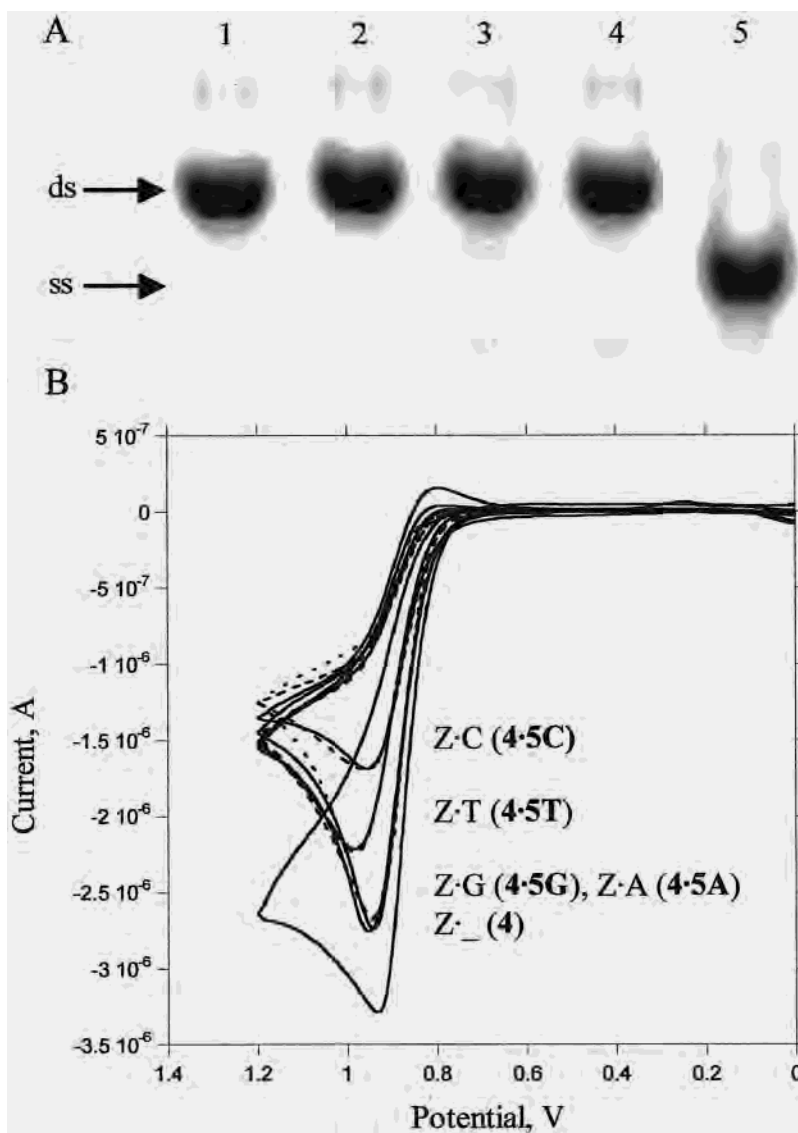 A 1 2 3 4 5
ds
ss
B
5 10⁻⁷
0
-5 10⁻⁷
-1 10⁻⁶
-1.5 10⁻⁶
-2 10⁻⁶
-2.5 10⁻⁶
-3 10⁻⁶
-3.5 10⁻⁶
Current, A
Z·C (4·5C)
Z·T (4·5T)
Z·G (4·5G), Z·A (4·5A)
Z·_ (4)
1.4 1.2 1 0.8 0.6 0.4 0.2 0
Potential, V